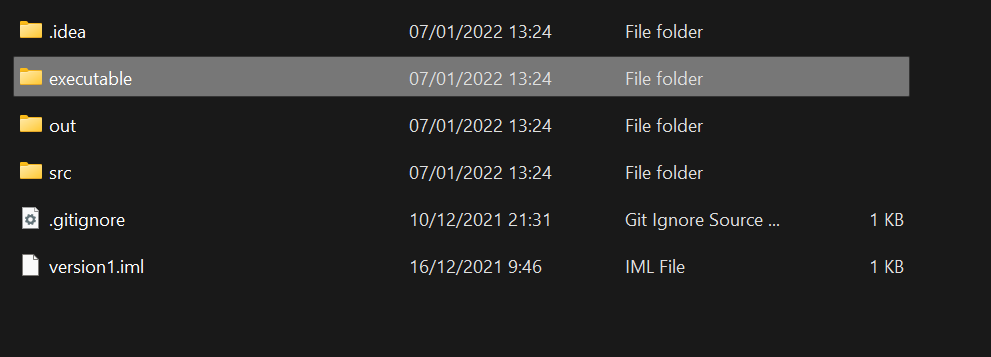 .idea 07/01/2022 13:24 File folder
executable 07/01/2022 13:24 File folder
out 07/01/2022 13:24 File folder
src 07/01/2022 13:24 File folder
.gitignore 10/12/2021 21:31 Git Ignore Source ... 1 KB
version1.iml 16/12/2021 9:46 IML File 1 KB